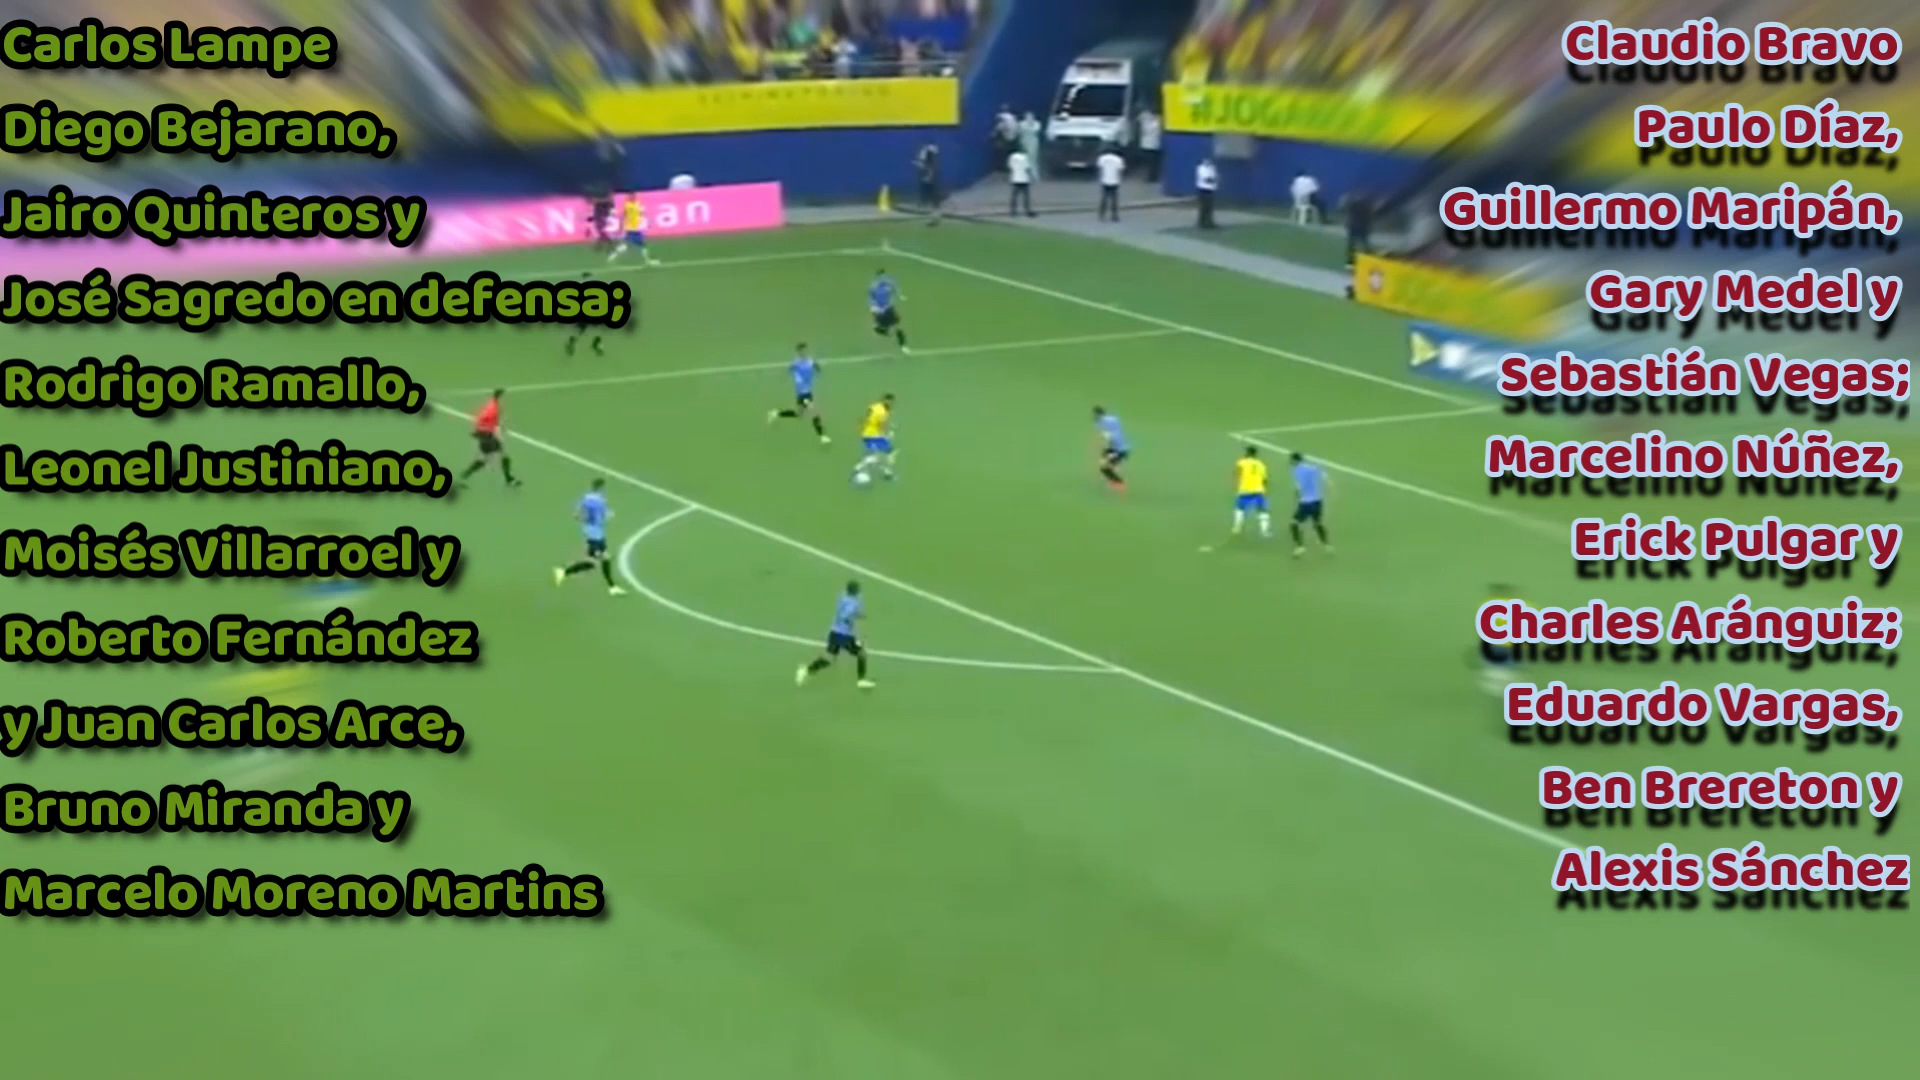 Carlos Lampe
Diego Bejarano,
Jairo Quinteros y
José Sagredo en defensa;
Rodrigo Ramallo,
Leonel Justiniano,
Moisés Villarroel y
Roberto Fernández
y Juan Carlos Arce,
Bruno Miranda y
Marcelo Moreno Martins
Claudio Bravo
Paulo Díaz,
Guillermo Maripán,
Gary Medel y
Sebastián Vegas;
Marcelino Núñez,
Erick Pulgar y
Charles Aránguiz;
Eduardo Vargas,
Ben Brereton y
Alexis Sánchez
Nissan